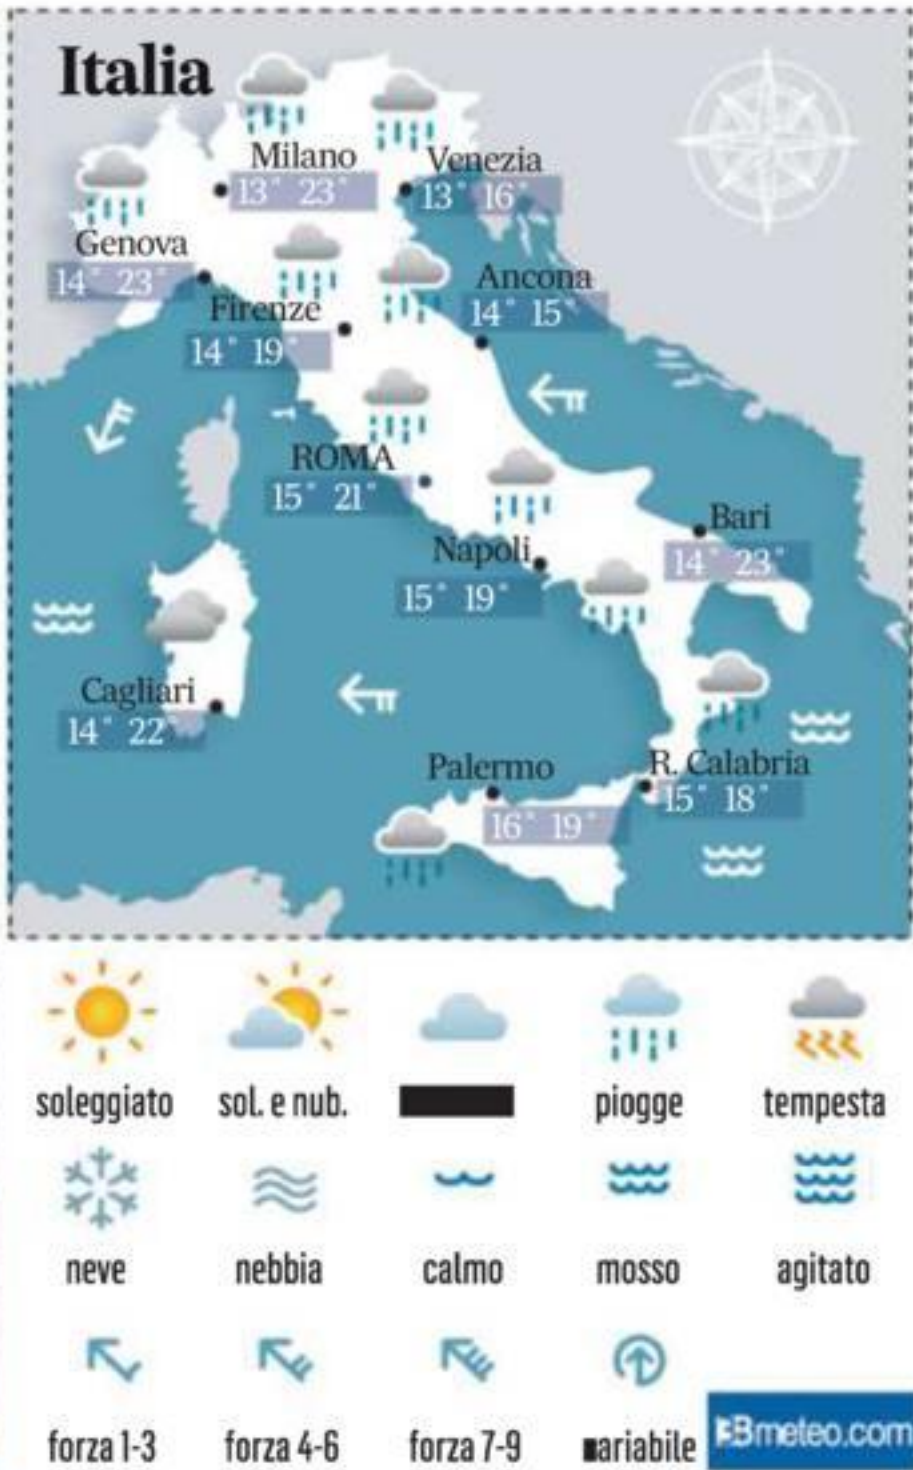 Italia
Milano
13° 23°
Venezia
13° 16°
Genova
14° 23°
Ancona
14° 15°
Firenze
14° 19°
ROMA
15° 21°
Bari
14° 23°
Napoli
15° 19°
Cagliari
14° 22°
Palermo
16° 19°
R. Calabria
15° 18°
soleggiato sol. e nub. piogge tempesta
neve nebbia calmo mosso agitato
forza 1-3 forza 4-6 forza 7-9 ariabile
3Bmeteo.com